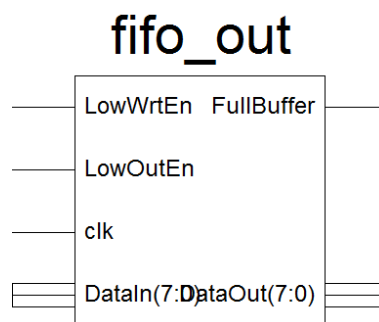 fifo_out
LowWrtEn FullBuffer
LowOutEn
clk
DataIn(7:0) DataOut(7:0)